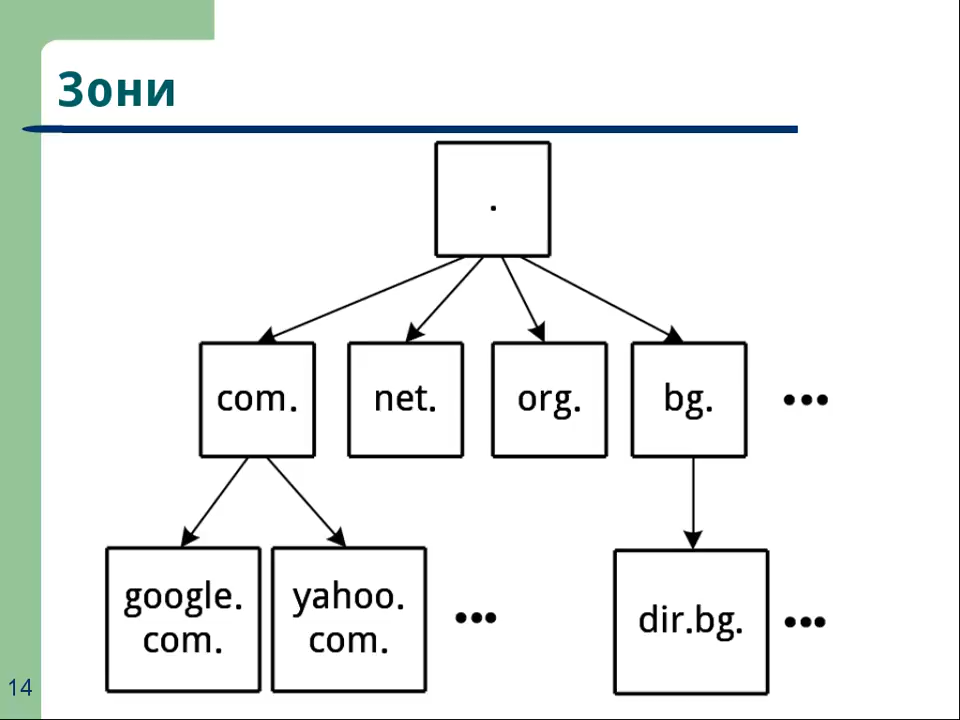 Зони
.
com.
net.
org.
bg.
•••
google.
com.
yahoo.
com.
•••
dir.bg.
•••
14